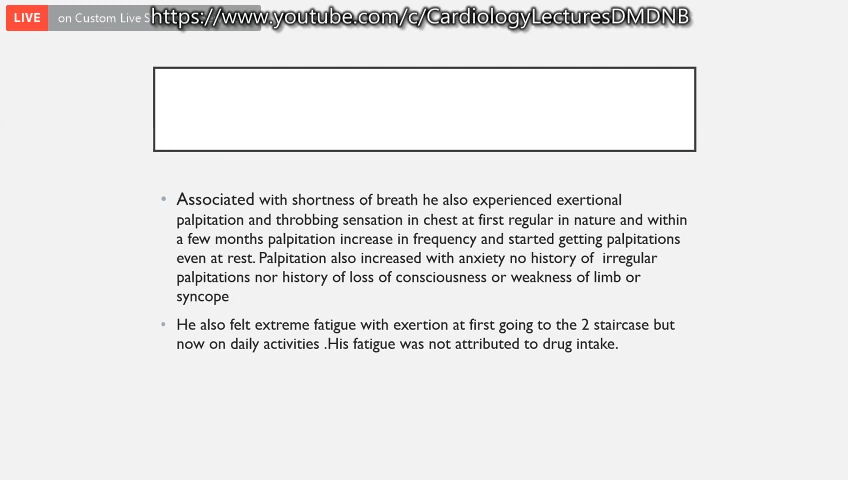 LIVE on Custom Live S
https://www.youtube.com/c/CardiologyLecturesDMDNB
• Associated with shortness of breath he also experienced exertional
palpitation and throbbing sensation in chest at first regular in nature and within
a few months palpitation increase in frequency and started getting palpitations
even at rest. Palpitation also increased with anxiety no history of irregular
palpitations nor history of loss of consciousness or weakness of limb or
syncope
• He also felt extreme fatigue with exertion at first going to the 2 staircase but
now on daily activities .His fatigue was not attributed to drug intake.